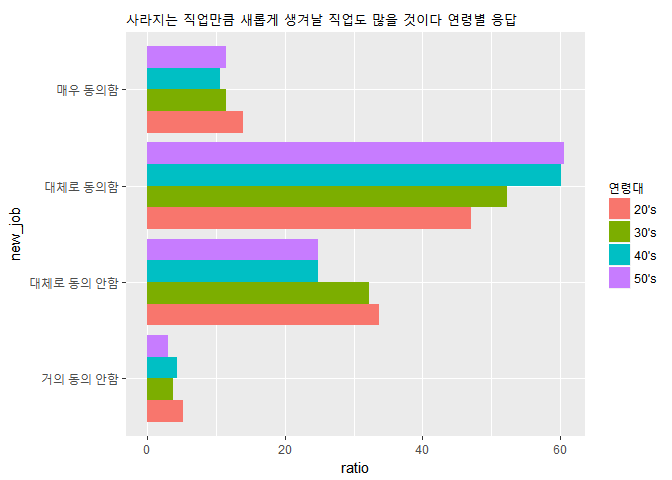 사라지는 직업만큼 새롭게 생겨날 직업도 많을 것이다 연령별 응답
매우 동의함
대체로 동의함
대체로 동의 안함
거의 동의 안함
new_job
0
20
40
60
ratio
연령대
20's
30's
40's
50's